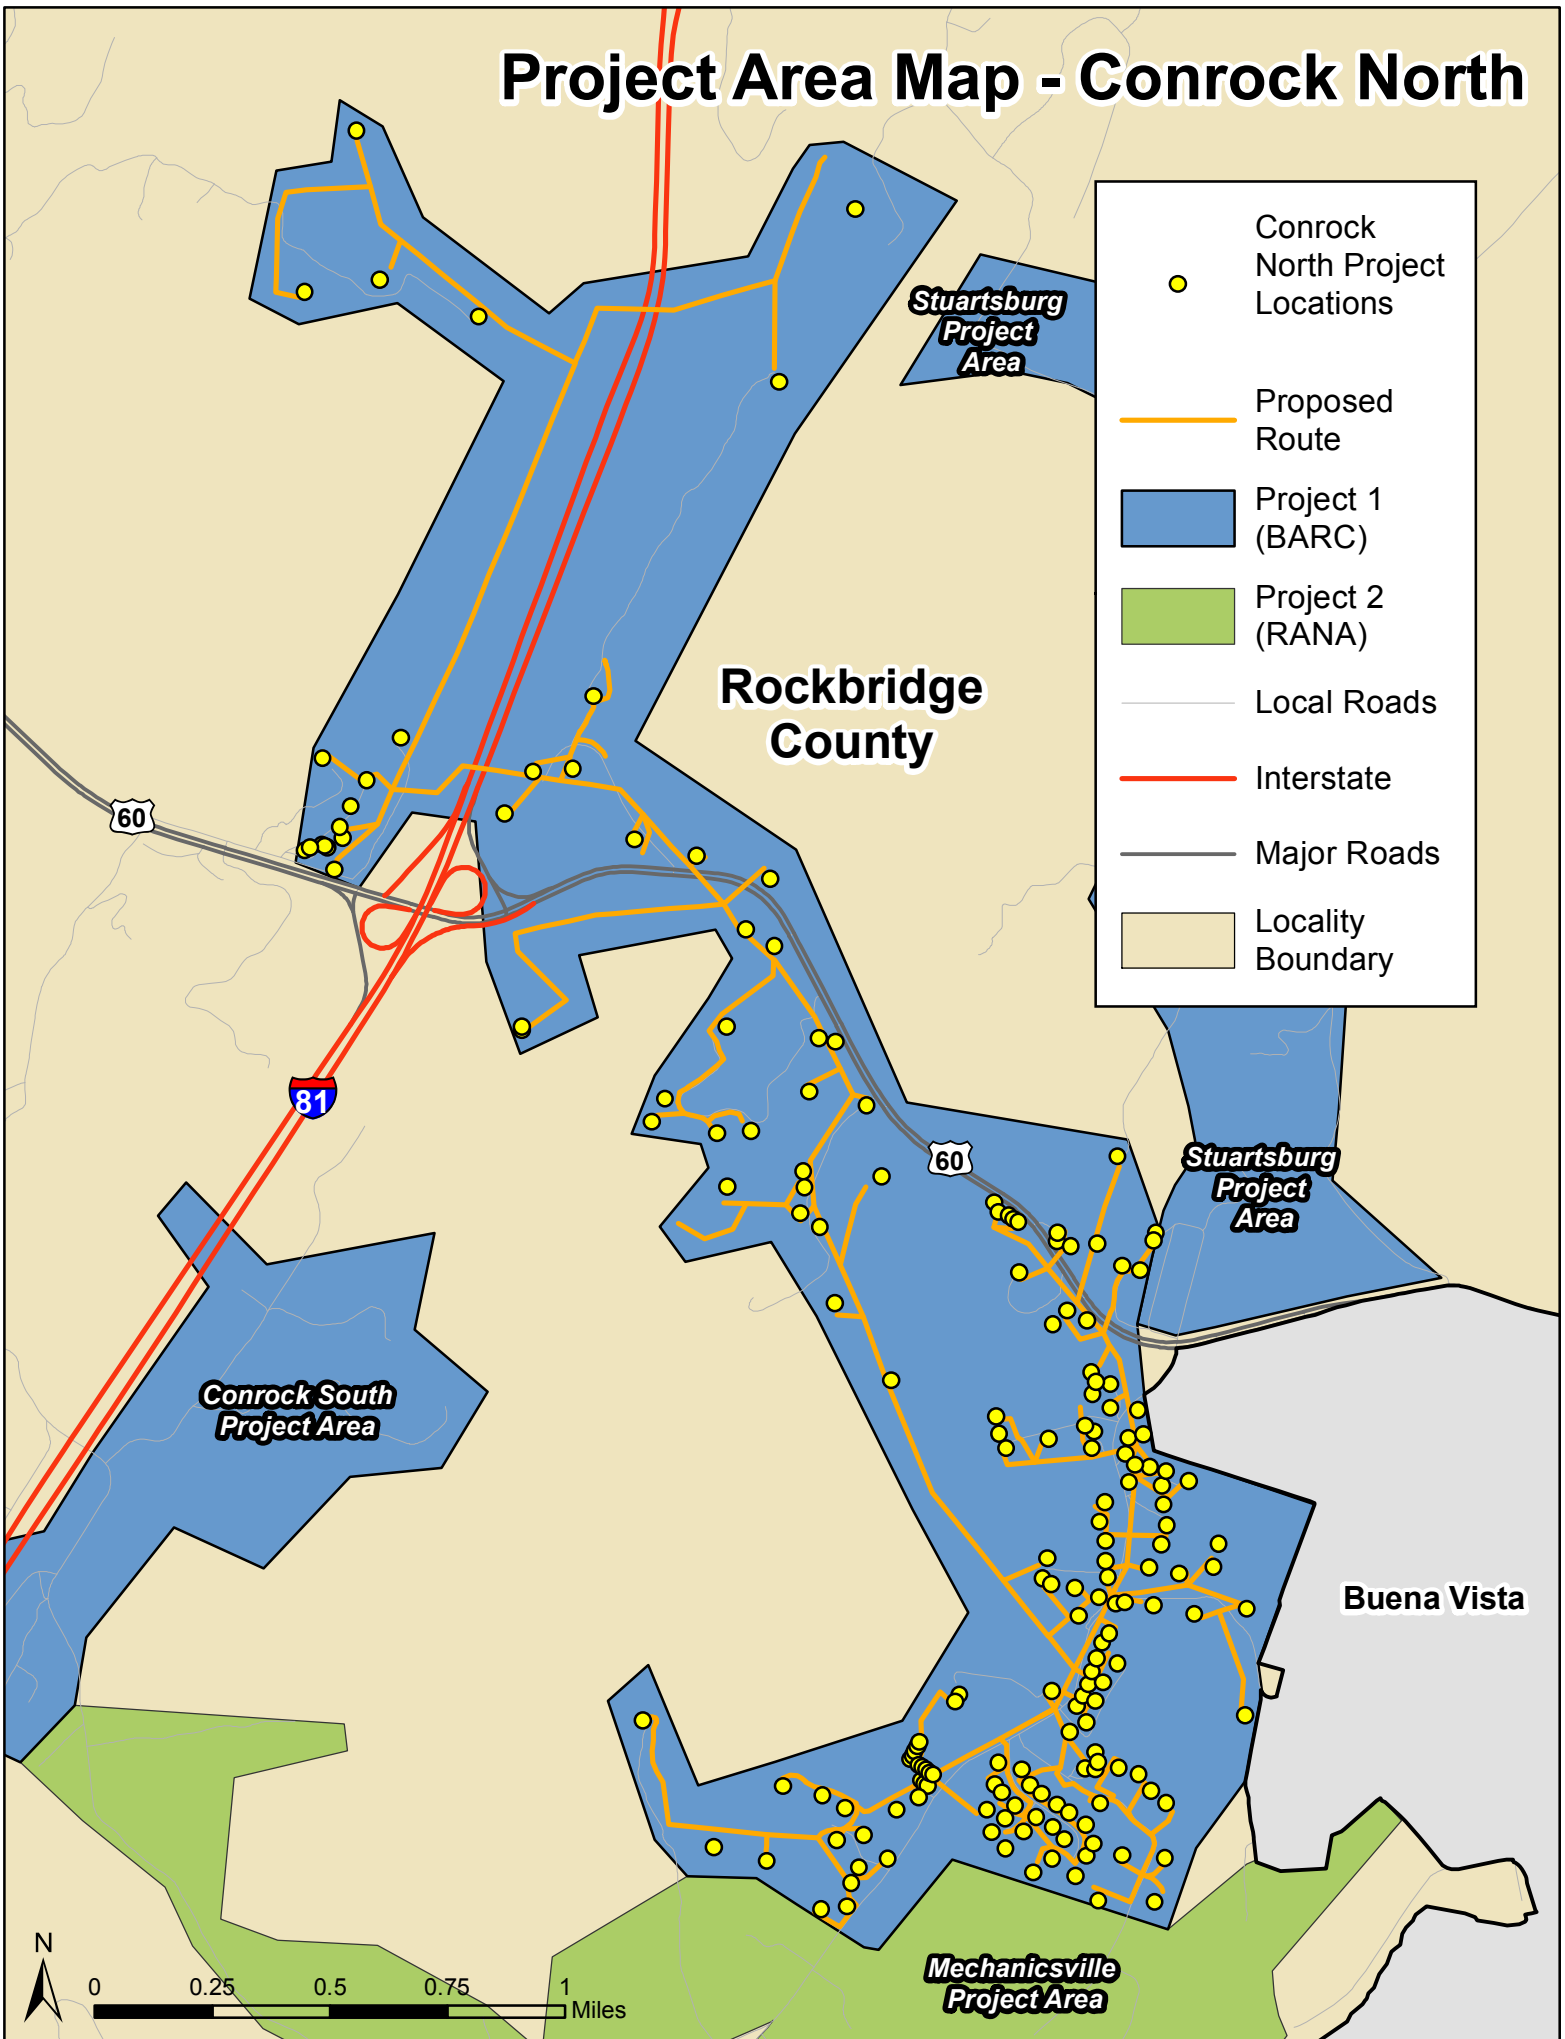 Project Area Map - Conrock North
Conrock
North Project
Locations
Proposed
Route
Project 1
(BARC)
Project 2
(RANA)
Local Roads
Interstate
Major Roads
Locality
Boundary
Stuartsburg
Project
Area
Rockbridge
County
60
81
60
Stuartsburg
Project
Area
Conrock South
Project Area
Buena Vista
Mechanicsville
Project Area
N
0 0.25 0.5 0.75 1
Miles